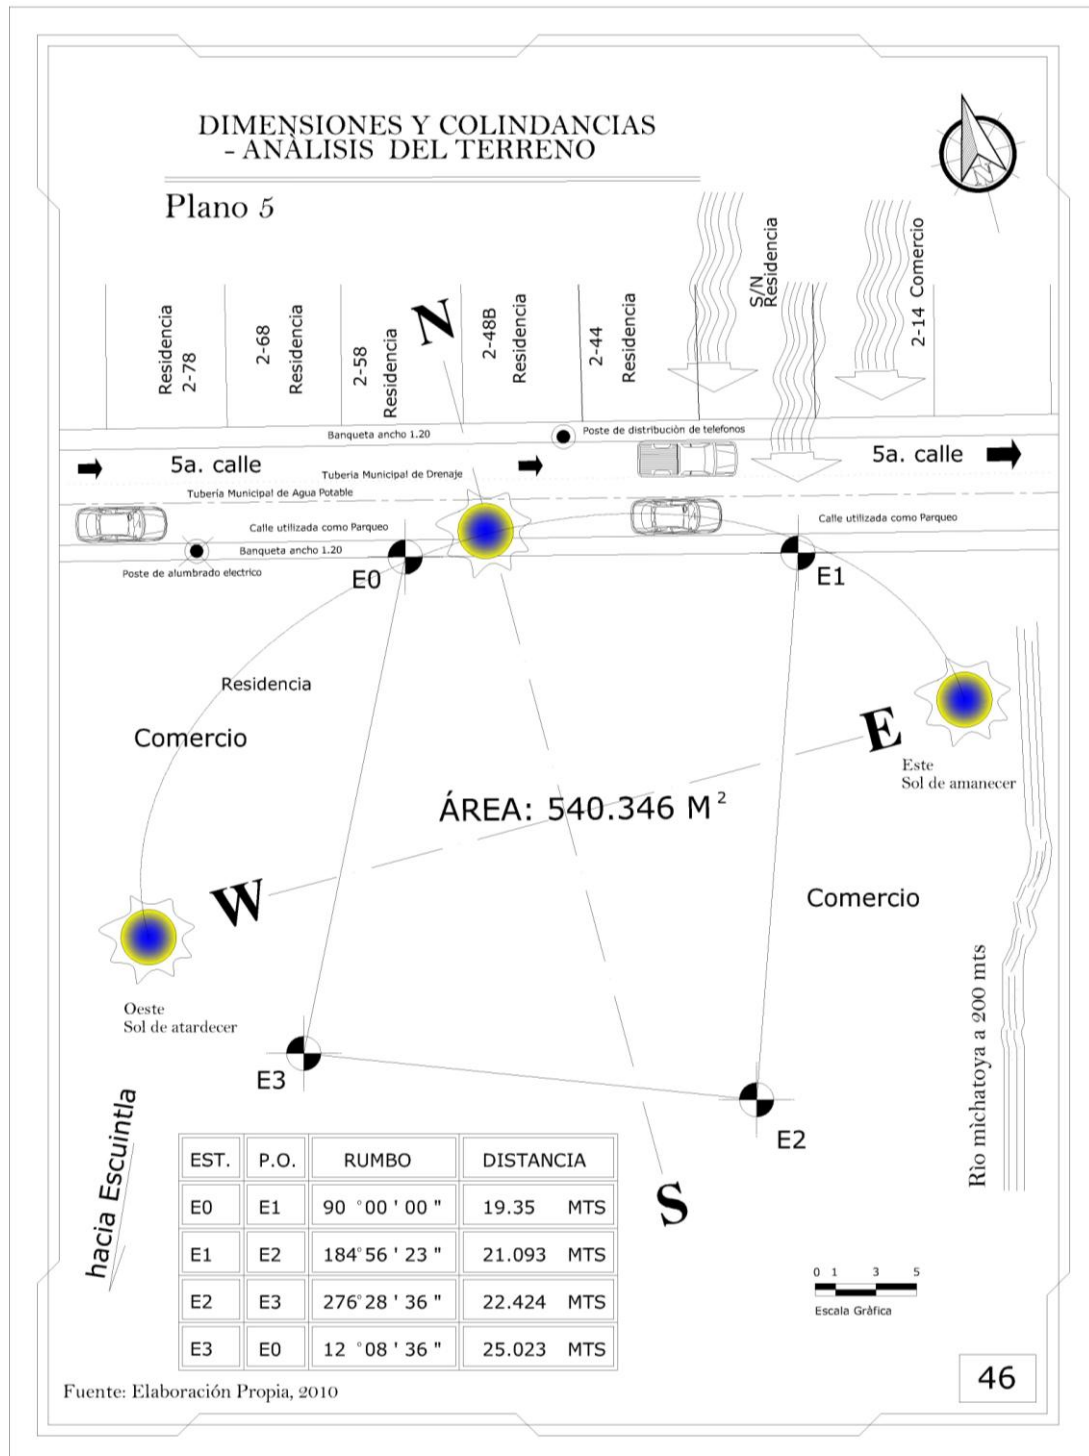 DIMENSIONES Y COLINDANCIAS
- ANÀLISIS DEL TERRENO
Plano 5
N
Residencia
2-78
2-68
Residencia
2-58
Residencia
N
2-48B
Residencia
2-44
Residencia
S/N
Residencia
2-14 Comercio
Banqueta ancho 1.20
Poste de distribuciòn de telefonos
5a. calle
5a. calle
Tuberia Municipal de Drenaje
Tuberìa Municipal de Agua Potable
Calle utilizada como Parqueo
Calle utilizada como Parqueo
Banqueta ancho 1.20
Poste de alumbrado electrico
E0
E1
Residencia
Comercio
E
Este
Sol de amanecer
ÁREA: 540.346 M2
W
Comercio
Oeste
Sol de atardecer
Rio mìchatoya a 200 mts
E3
E2
hacia Escuintla
S
EST. P.O. RUMBO DISTANCIA
E0 E1 90 °00 ' 00 " 19.35 MTS
E1 E2 184°56 ' 23 " 21.093 MTS
E2 E3 276°28 ' 36 " 22.424 MTS
E3 E0 12 °08 ' 36 " 25.023 MTS
0 1 3 5
Escala Gràfica
Fuente: Elaboración Propia, 2010
46